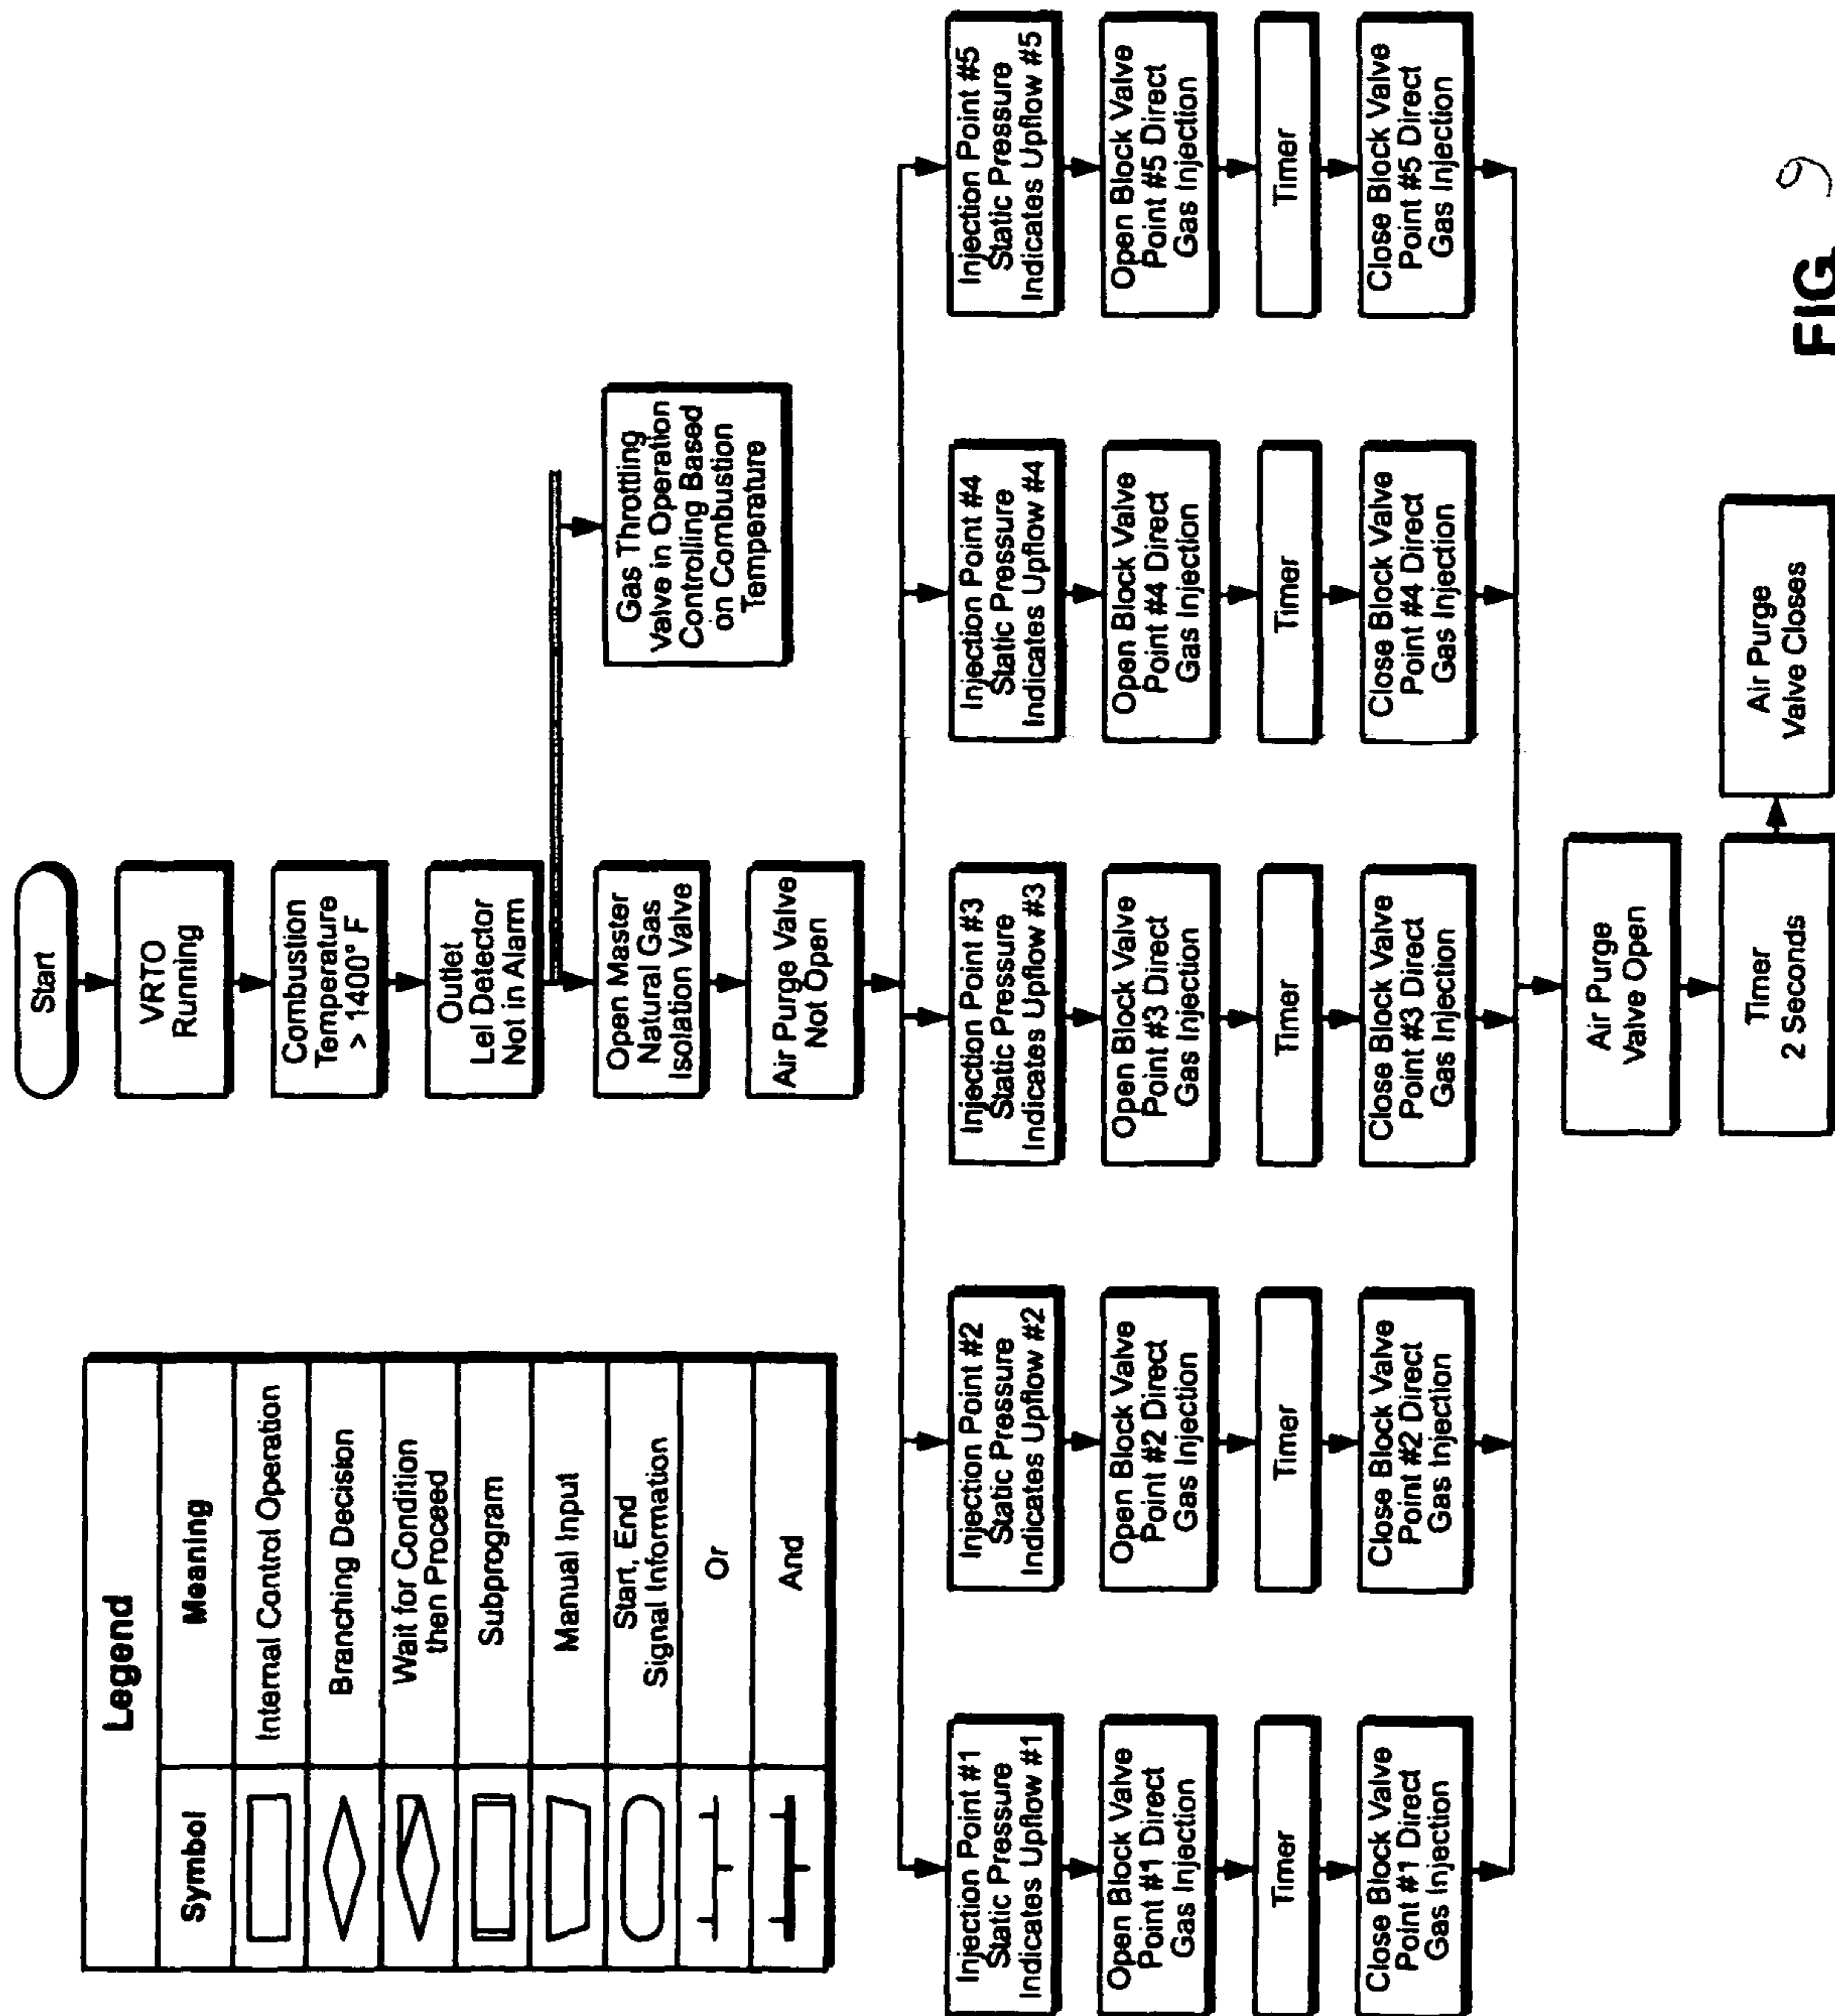 Legend
Symbol
Meaning
Internal Control Operation
Branching Decision
Wait for Condition
then Proceed
Subprogram
Manual Input
Start, End
Signal Information
Or
And
Start
VRTO
Running
Combustion
Temperature
> 1400° F
Outlet
Lel Detector
Not in Alarm
Gas Throttling
Valve in Operation
Controlling Based
on Combustion
Temperature
Open Master
Natural Gas
Isolation Valve
Air Purge Valve
Not Open
Injection Point #1
Static Pressure
Indicates Upflow #1
Open Block Valve
Point #1 Direct
Gas Injection
Timer
Close Block Valve
Point #1 Direct
Gas Injection
Injection Point #2
Static Pressure
Indicates Upflow #2
Open Block Valve
Point #2 Direct
Gas Injection
Timer
Close Block Valve
Point #2 Direct
Gas Injection
Injection Point #3
Static Pressure
Indicates Upflow #3
Open Block Valve
Point #3 Direct
Gas Injection
Timer
Close Block Valve
Point #3 Direct
Gas Injection
Injection Point #4
Static Pressure
Indicates Upflow #4
Open Block Valve
Point #4 Direct
Gas Injection
Timer
Close Block Valve
Point #4 Direct
Gas Injection
Injection Point #5
Static Pressure
Indicates Upflow #5
Open Block Valve
Point #5 Direct
Gas Injection
Timer
Close Block Valve
Point #5 Direct
Gas Injection
Air Purge
Valve Open
Timer
2 Seconds
Air Purge
Valve Closes
FIG. 9